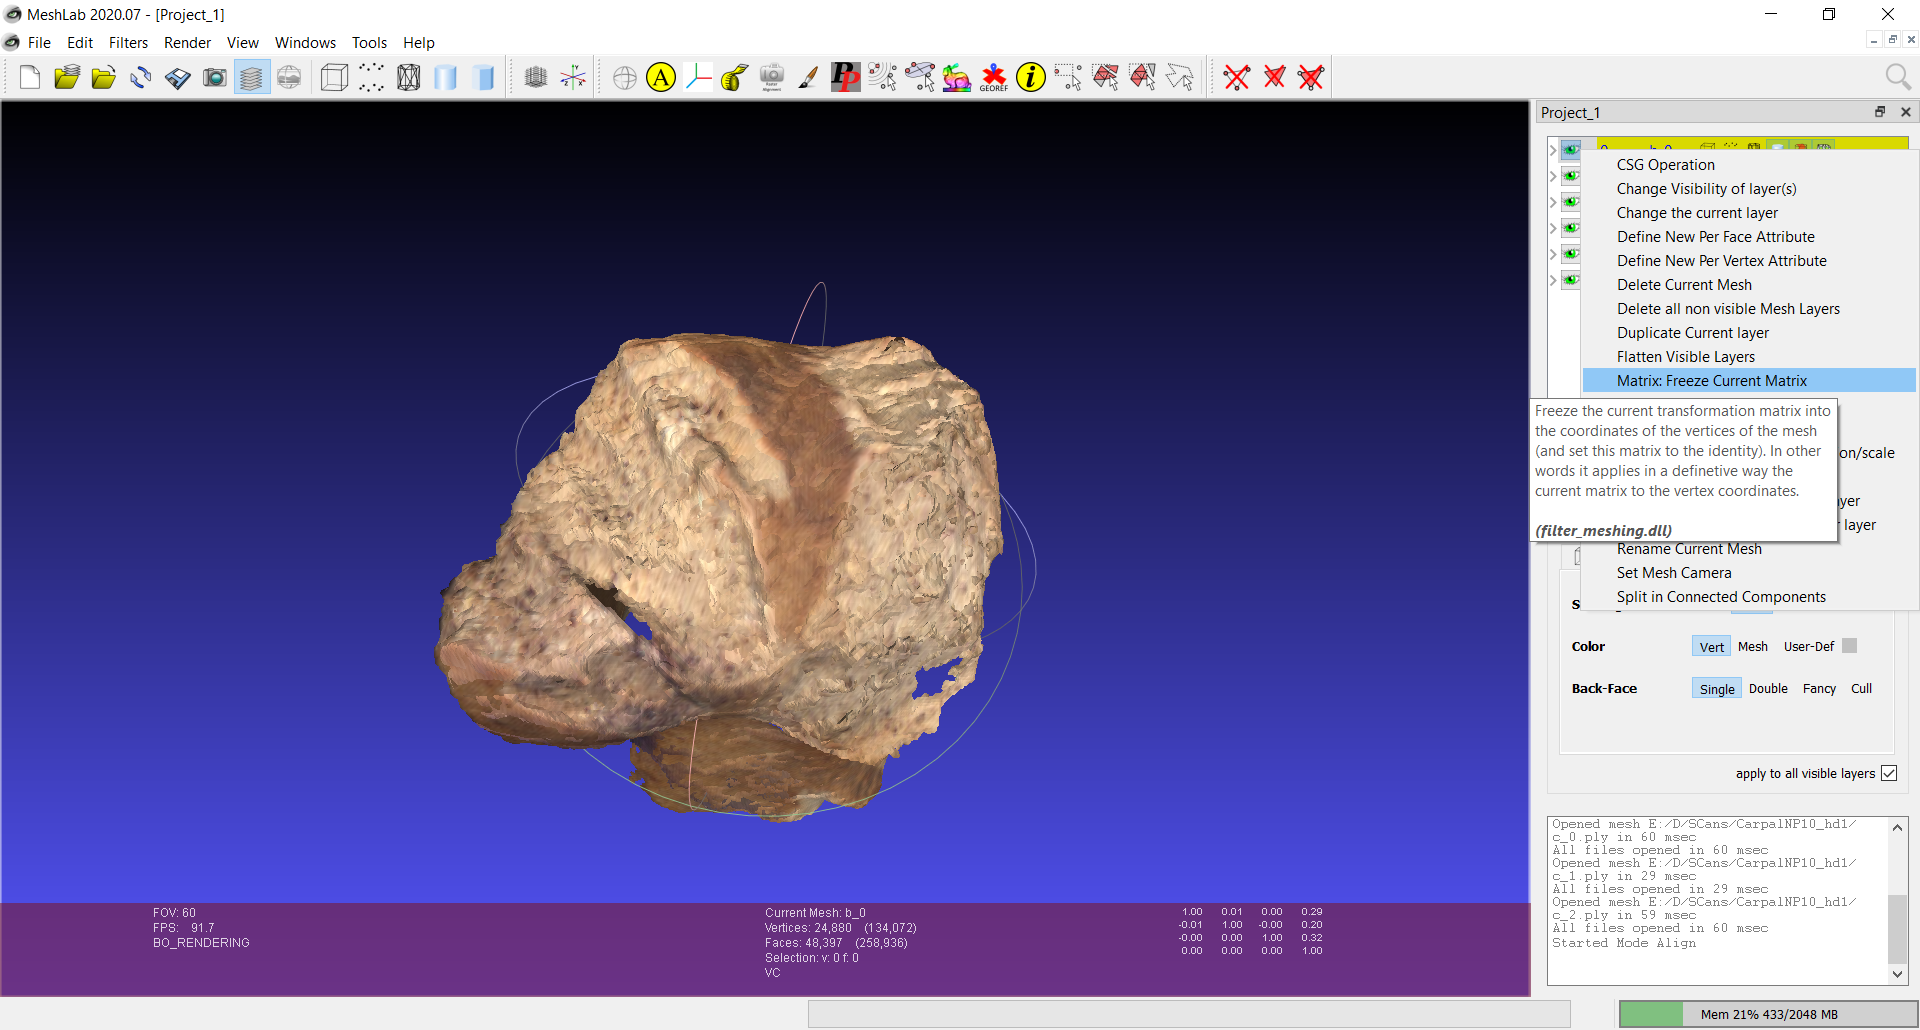 MeshLab 2020.07 - [Project_1]
File Edit Filters Render View Windows Tools Help
A
PP
GEOREF
i
Project_1
CSG Operation
Change Visibility of layer(s)
Change the current layer
Define New Per Face Attribute
Define New Per Vertex Attribute
Delete Current Mesh
Delete all non visible Mesh Layers
Duplicate Current layer
Flatten Visible Layers
Matrix: Freeze Current Matrix
Freeze the current transformation matrix into
the coordinates of the vertices of the mesh
(and set this matrix to the identity). In other
words it applies in a definetive way the
current matrix to the vertex coordinates.
(filter_meshing.dll)
on/scale
yer
layer
Rename Current Mesh
Set Mesh Camera
Split in Connected Components
Color Vert Mesh User-Def
Back-Face Single Double Fancy Cull
apply to all visible layers
Opened mesh E:/D/SCans/CarpalNP10_hd1/
c_0.ply in 60 msec
All files opened in 60 msec
Opened mesh E:/D/SCans/CarpalNP10_hd1/
c_1.ply in 29 msec
All files opened in 29 msec
Opened mesh E:/D/SCans/CarpalNP10_hd1/
c_2.ply in 59 msec
All files opened in 60 msec
Started Mode Align
FOV: 60
FPS: 91.7
BO_RENDERING
Current Mesh: b_0
Vertices: 24,880 (134,072)
Faces: 48,397 (258,936)
Selection: v: 0 f: 0
VC
1.00 0.01 0.00 0.29
-0.01 1.00 -0.00 0.20
-0.00 0.00 1.00 0.32
0.00 0.00 0.00 1.00
Mem 21% 433/2048 MB